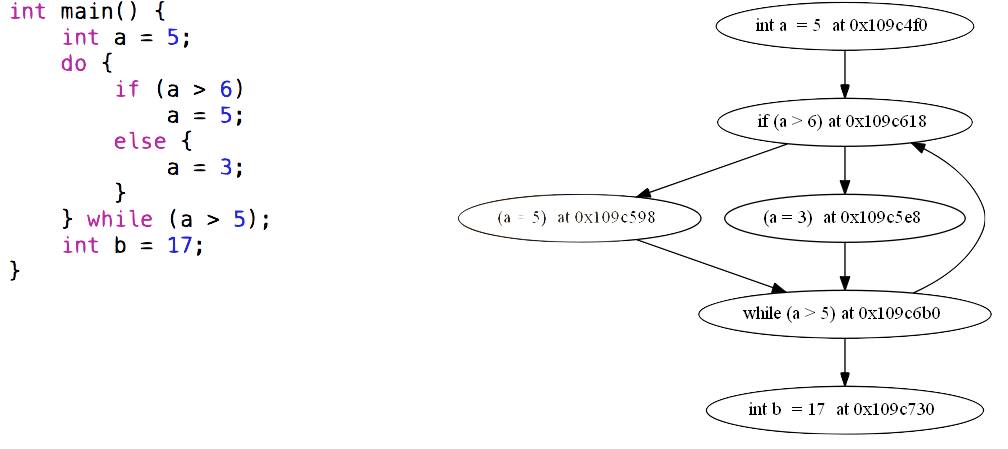 int main() {
    int a = 5;
    do {
        if (a > 6)
            a = 5;
        else {
            a = 3;
        }
    } while (a > 5);
    int b = 17;
}
int a = 5 at 0x109c4f0
if (a > 6) at 0x109c618
(a = 5) at 0x109c598
(a = 3) at 0x109c5e8
while (a > 5) at 0x109c6b0
int b = 17 at 0x109c730